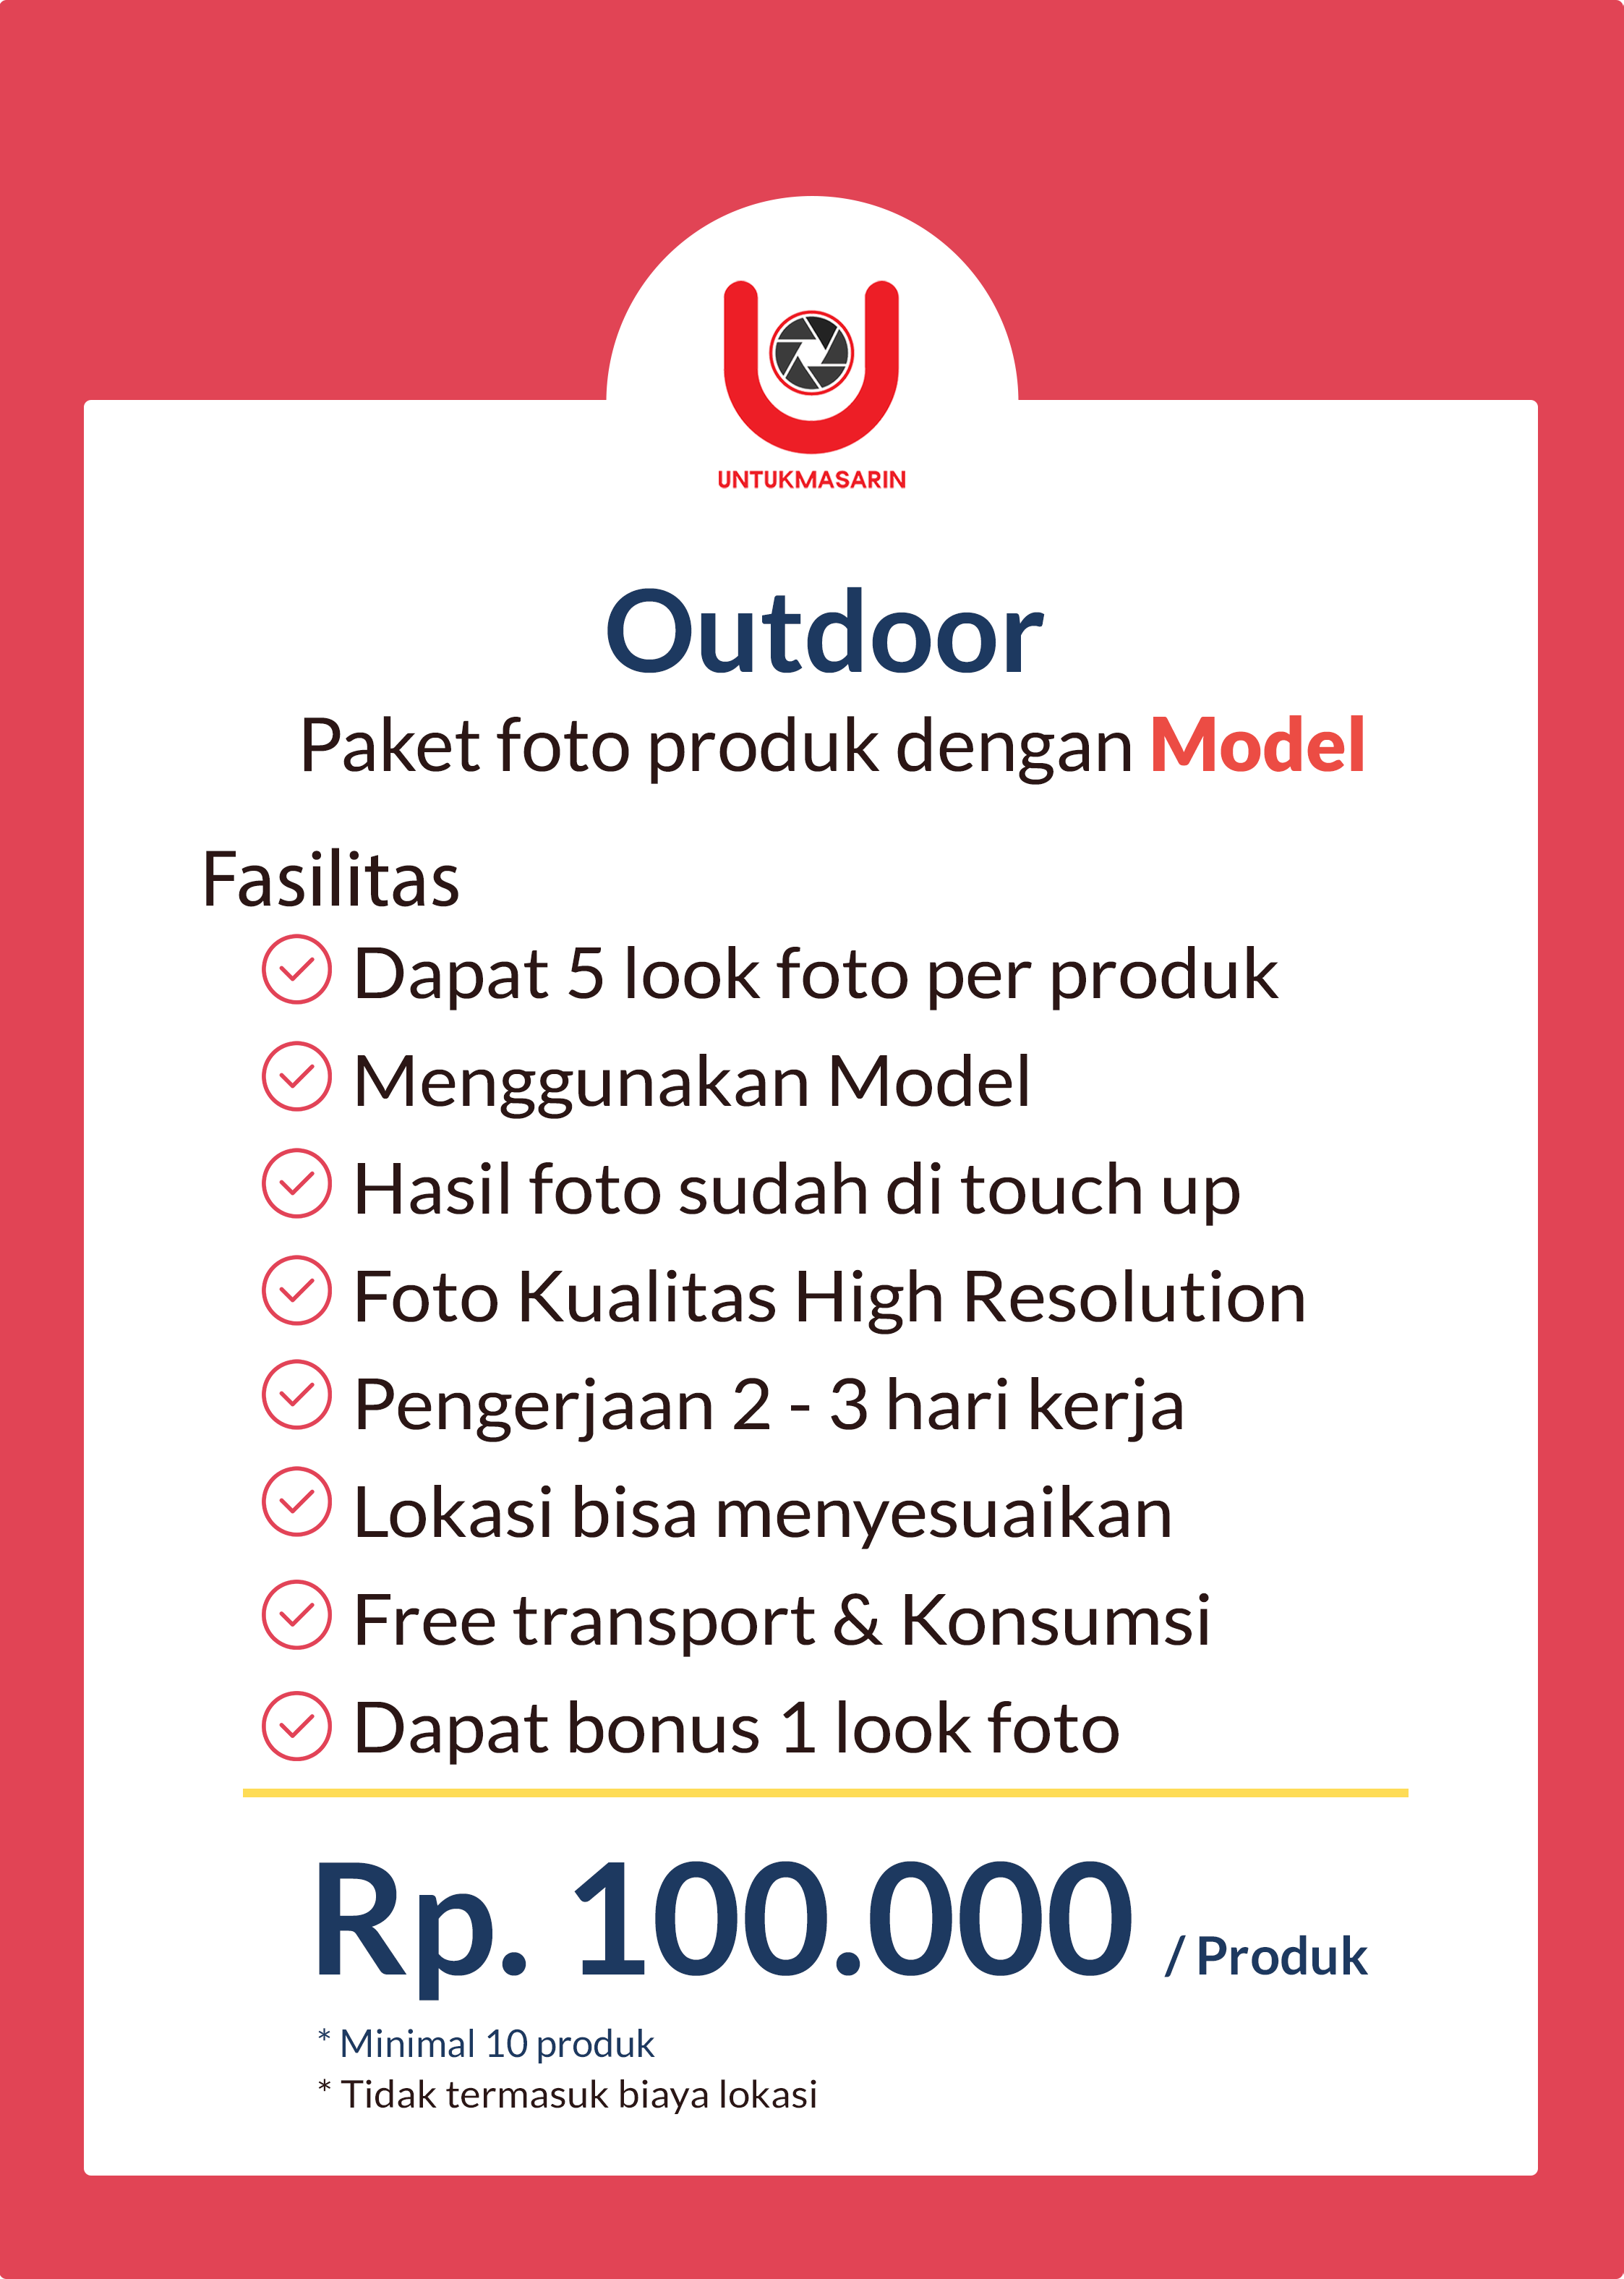 UNTUKMASARIN
Outdoor
Paket foto produk dengan Model
Fasilitas
Dapat 5 look foto per produk
Menggunakan Model
Hasil foto sudah di touch up
Foto Kualitas High Resolution
Pengerjaan 2 - 3 hari kerja
Lokasi bisa menyesuaikan
Free transport & Konsumsi
Dapat bonus 1 look foto
Rp. 100.000 / Produk
* Minimal 10 produk
* Tidak termasuk biaya lokasi